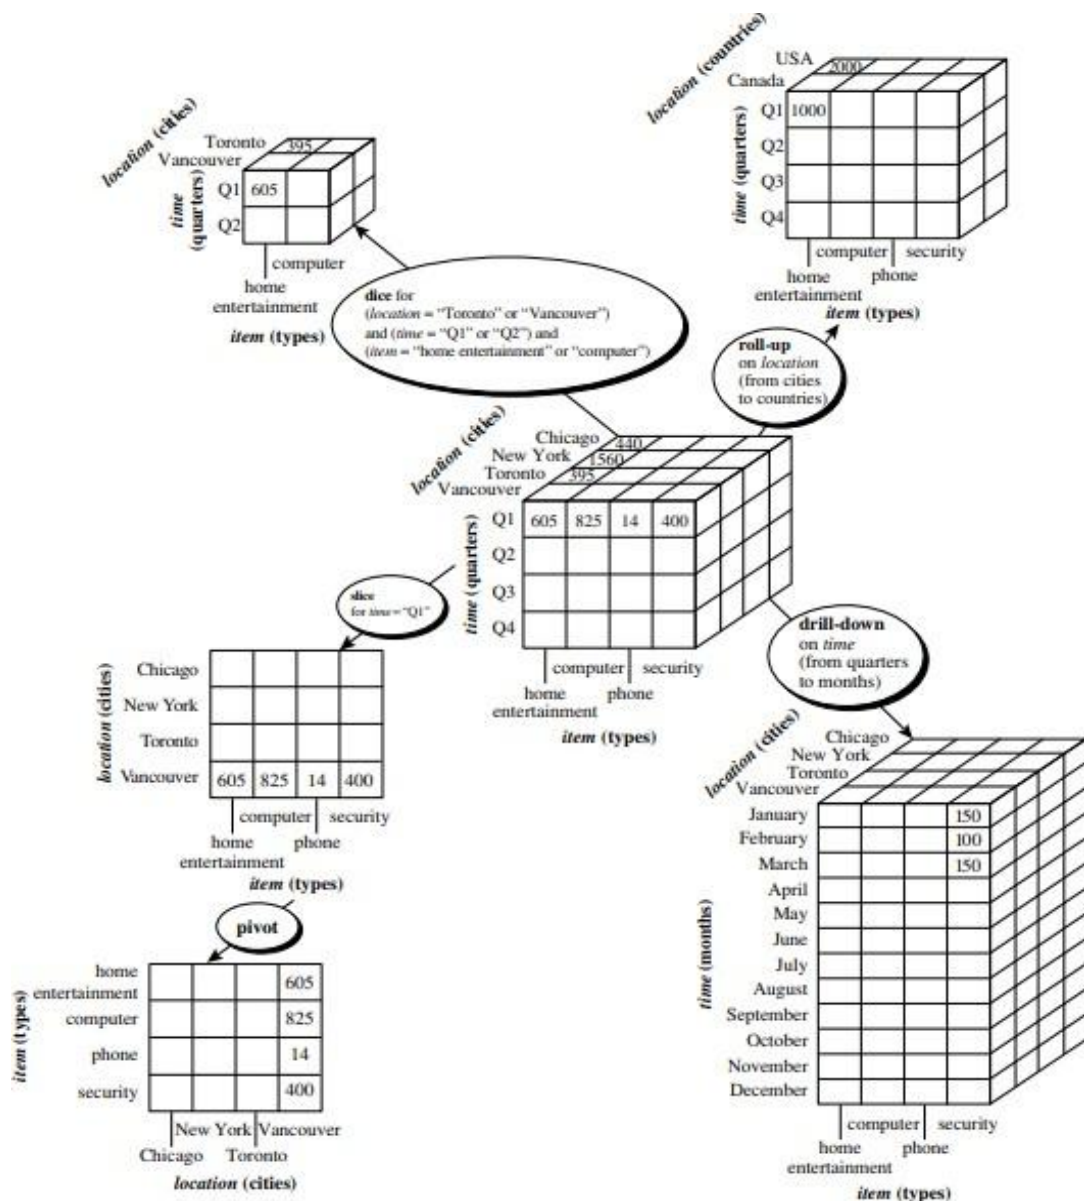 location (countries)
USA
2000
Canada
time (quarters)
Q1 1000
Q2
Q3
Q4
computer security
home phone
entertainment
item (types)
location (cities)
Toronto
395
Vancouver
time
(quarters)
Q1 605
Q2
computer
home
entertainment
item (types)
dice for
(location = “Toronto” or “Vancouver”)
and (time = “Q1” or “Q2”) and
(item = “home entertainment” or “computer”)
roll-up
on location
(from cities
to countries)
location (cities)
Chicago 440
New York 1560
Toronto 395
Vancouver
time (quarters)
Q1 605 825 14 400
Q2
Q3
Q4
computer security
home phone
entertainment
item (types)
slice
for time = “Q1”
drill-down
on time
(from quarters
to months)
location (cities)
Chicago
New York
Toronto
Vancouver 605 825 14 400
computer security
home phone
entertainment
item (types)
pivot
item (types)
home
entertainment 605
computer 825
phone 14
security 400
New York Vancouver
Chicago Toronto
location (cities)
location (cities)
Chicago
New York
Toronto
Vancouver
time (months)
January 150
February 100
March 150
April
May
June
July
August
September
October
November
December
computer security
home phone
entertainment
item (types)